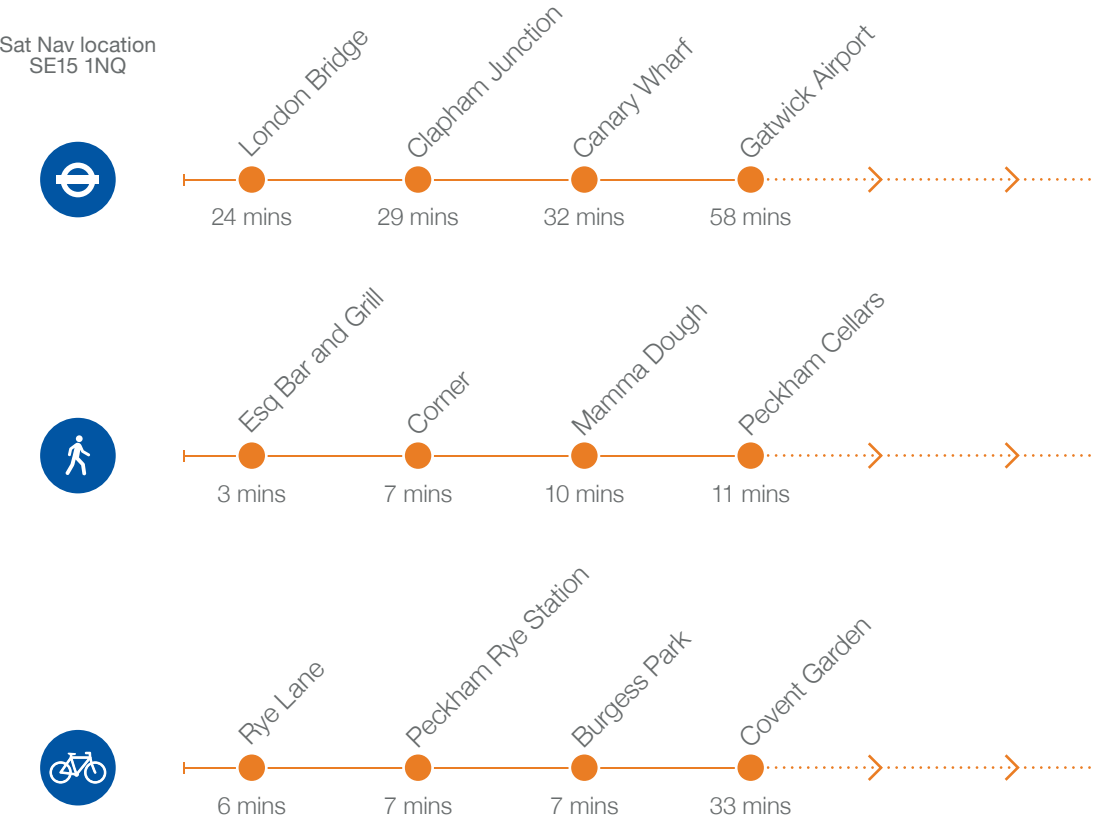 Sat Nav location
SE15 1NQ
London Bridge
Clapham Junction
Canary Wharf
Gatwick Airport
24 mins
29 mins
32 mins
58 mins
Esq Bar and Grill
Corner
Mamma Dough
Peckham Cellars
3 mins
7 mins
10 mins
11 mins
Rye Lane
Peckham Rye Station
Burgess Park
Covent Garden
6 mins
7 mins
7 mins
33 mins